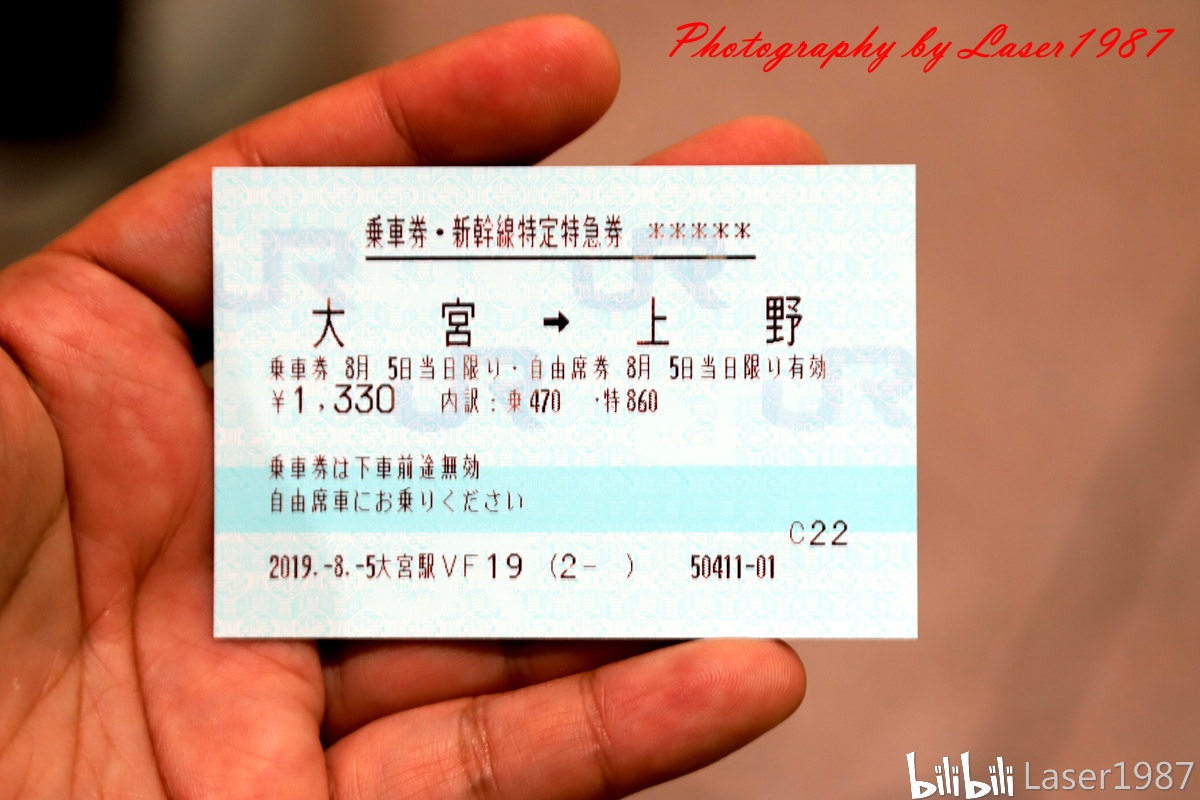 Photography by Laser1987
乗車券・新幹線特定特急券 *****
大宮 → 上野
乗車券 8月 5日当日限り・自由席券 8月 5日当日限り有効
¥1,330 内訳:乗470 ・特860
乗車券は下車前途無効
自由席車にお乗りください
C22
2019.-8.-5大宮駅VF19 (2- ) 50411-01
bilibili Laser1987